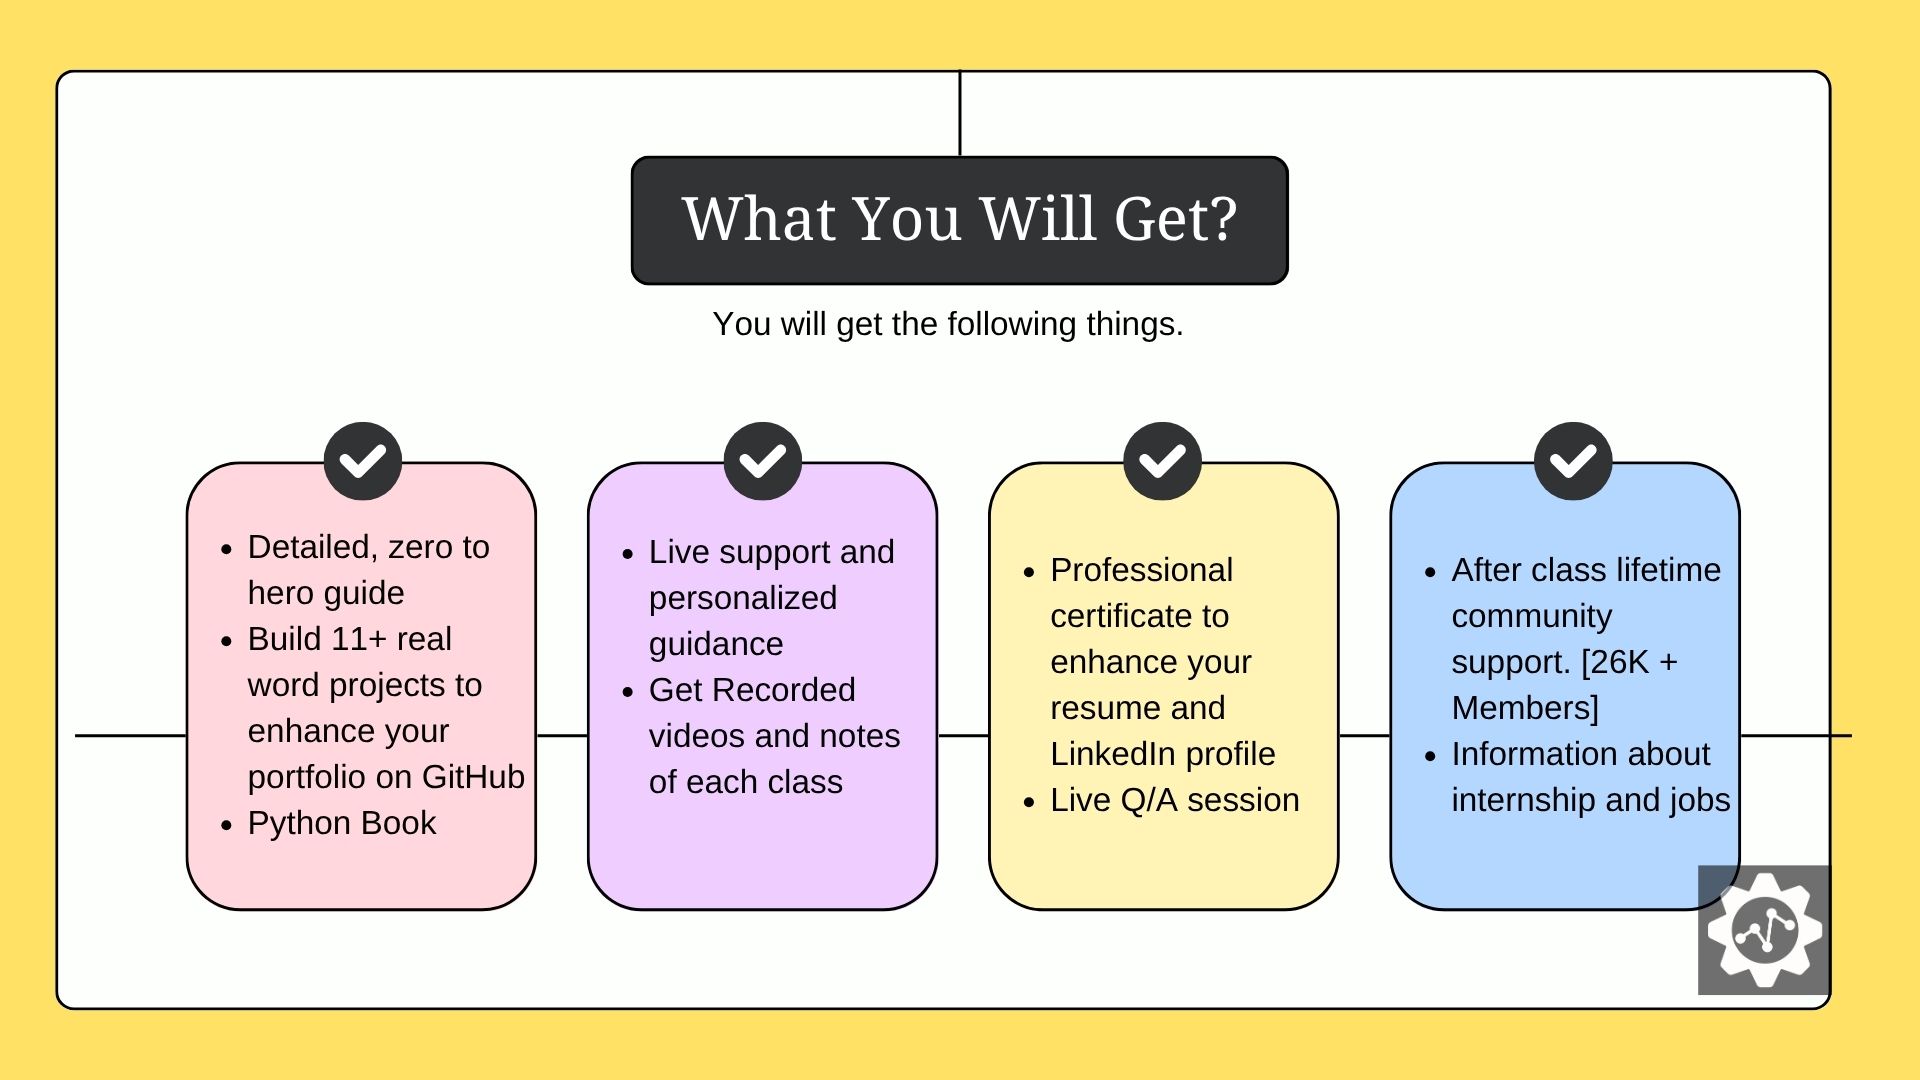 What You Will Get?
You will get the following things.
• Detailed, zero to
hero guide
• Build 11+ real
word projects to
enhance your
portfolio on GitHub
• Python Book
• Live support and
personalized
guidance
• Get Recorded
videos and notes
of each class
• Professional
certificate to
enhance your
resume and
LinkedIn profile
• Live Q/A session
• After class lifetime
community
support. [26K +
Members]
• Information about
internship and jobs